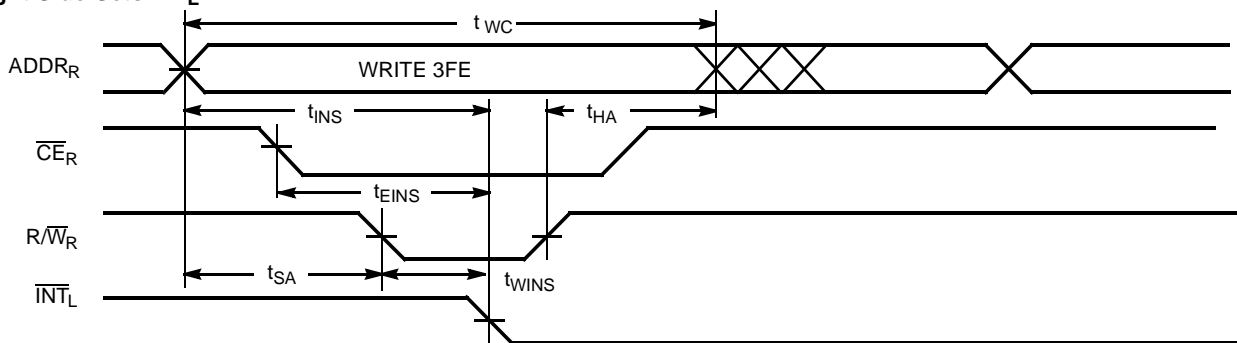 t WC
ADDRR
WRITE 3FE
tINS
tHA
CER
tEINS
R/WR
tSA
tWINS
INTL